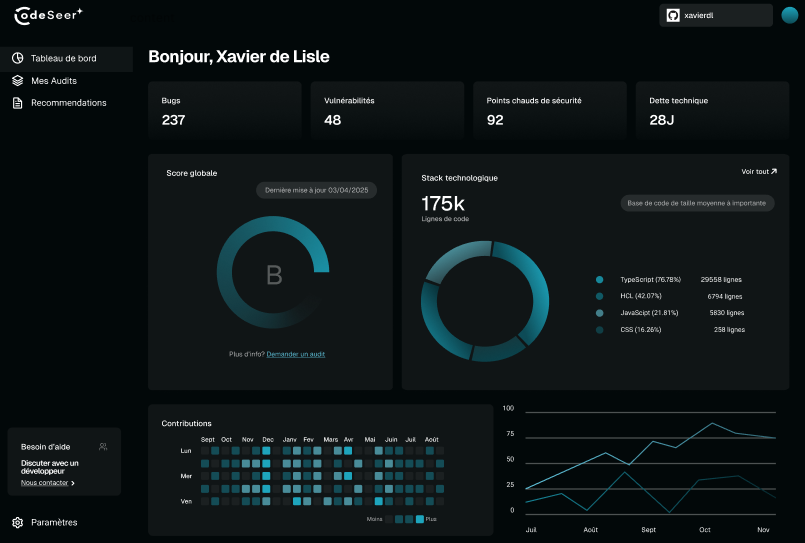 CodeSeer
xavierdl
Tableau de bord
Mes Audits
Recommendations
Bonjour, Xavier de Lisle
Bugs
237
Vulnérabilités
48
Points chauds de sécurité
92
Dette technique
28J
Score globale
Dernière mise à jour 03/04/2025
B
Plus d'info? Demander un audit
Stack technologique
Voir tout
175k
Lignes de code
Base de code de taille moyenne à importante
TypeScript (76.78%) 29558 lignes
HCL (42.07%) 6794 lignes
JavaScipt (21.81%) 5830 lignes
CSS (16.26%) 258 lignes
Contributions
Sept Oct Nov Dec Janv Fev Mars Avr Mai Juin Juil Août
Lun
Mer
Ven
Moins Plus
100
75
50
25
0
Juil Août Sept Oct Nov
Besoin d'aide
Discuter avec un
développeur
Nous contacter
Paramètres